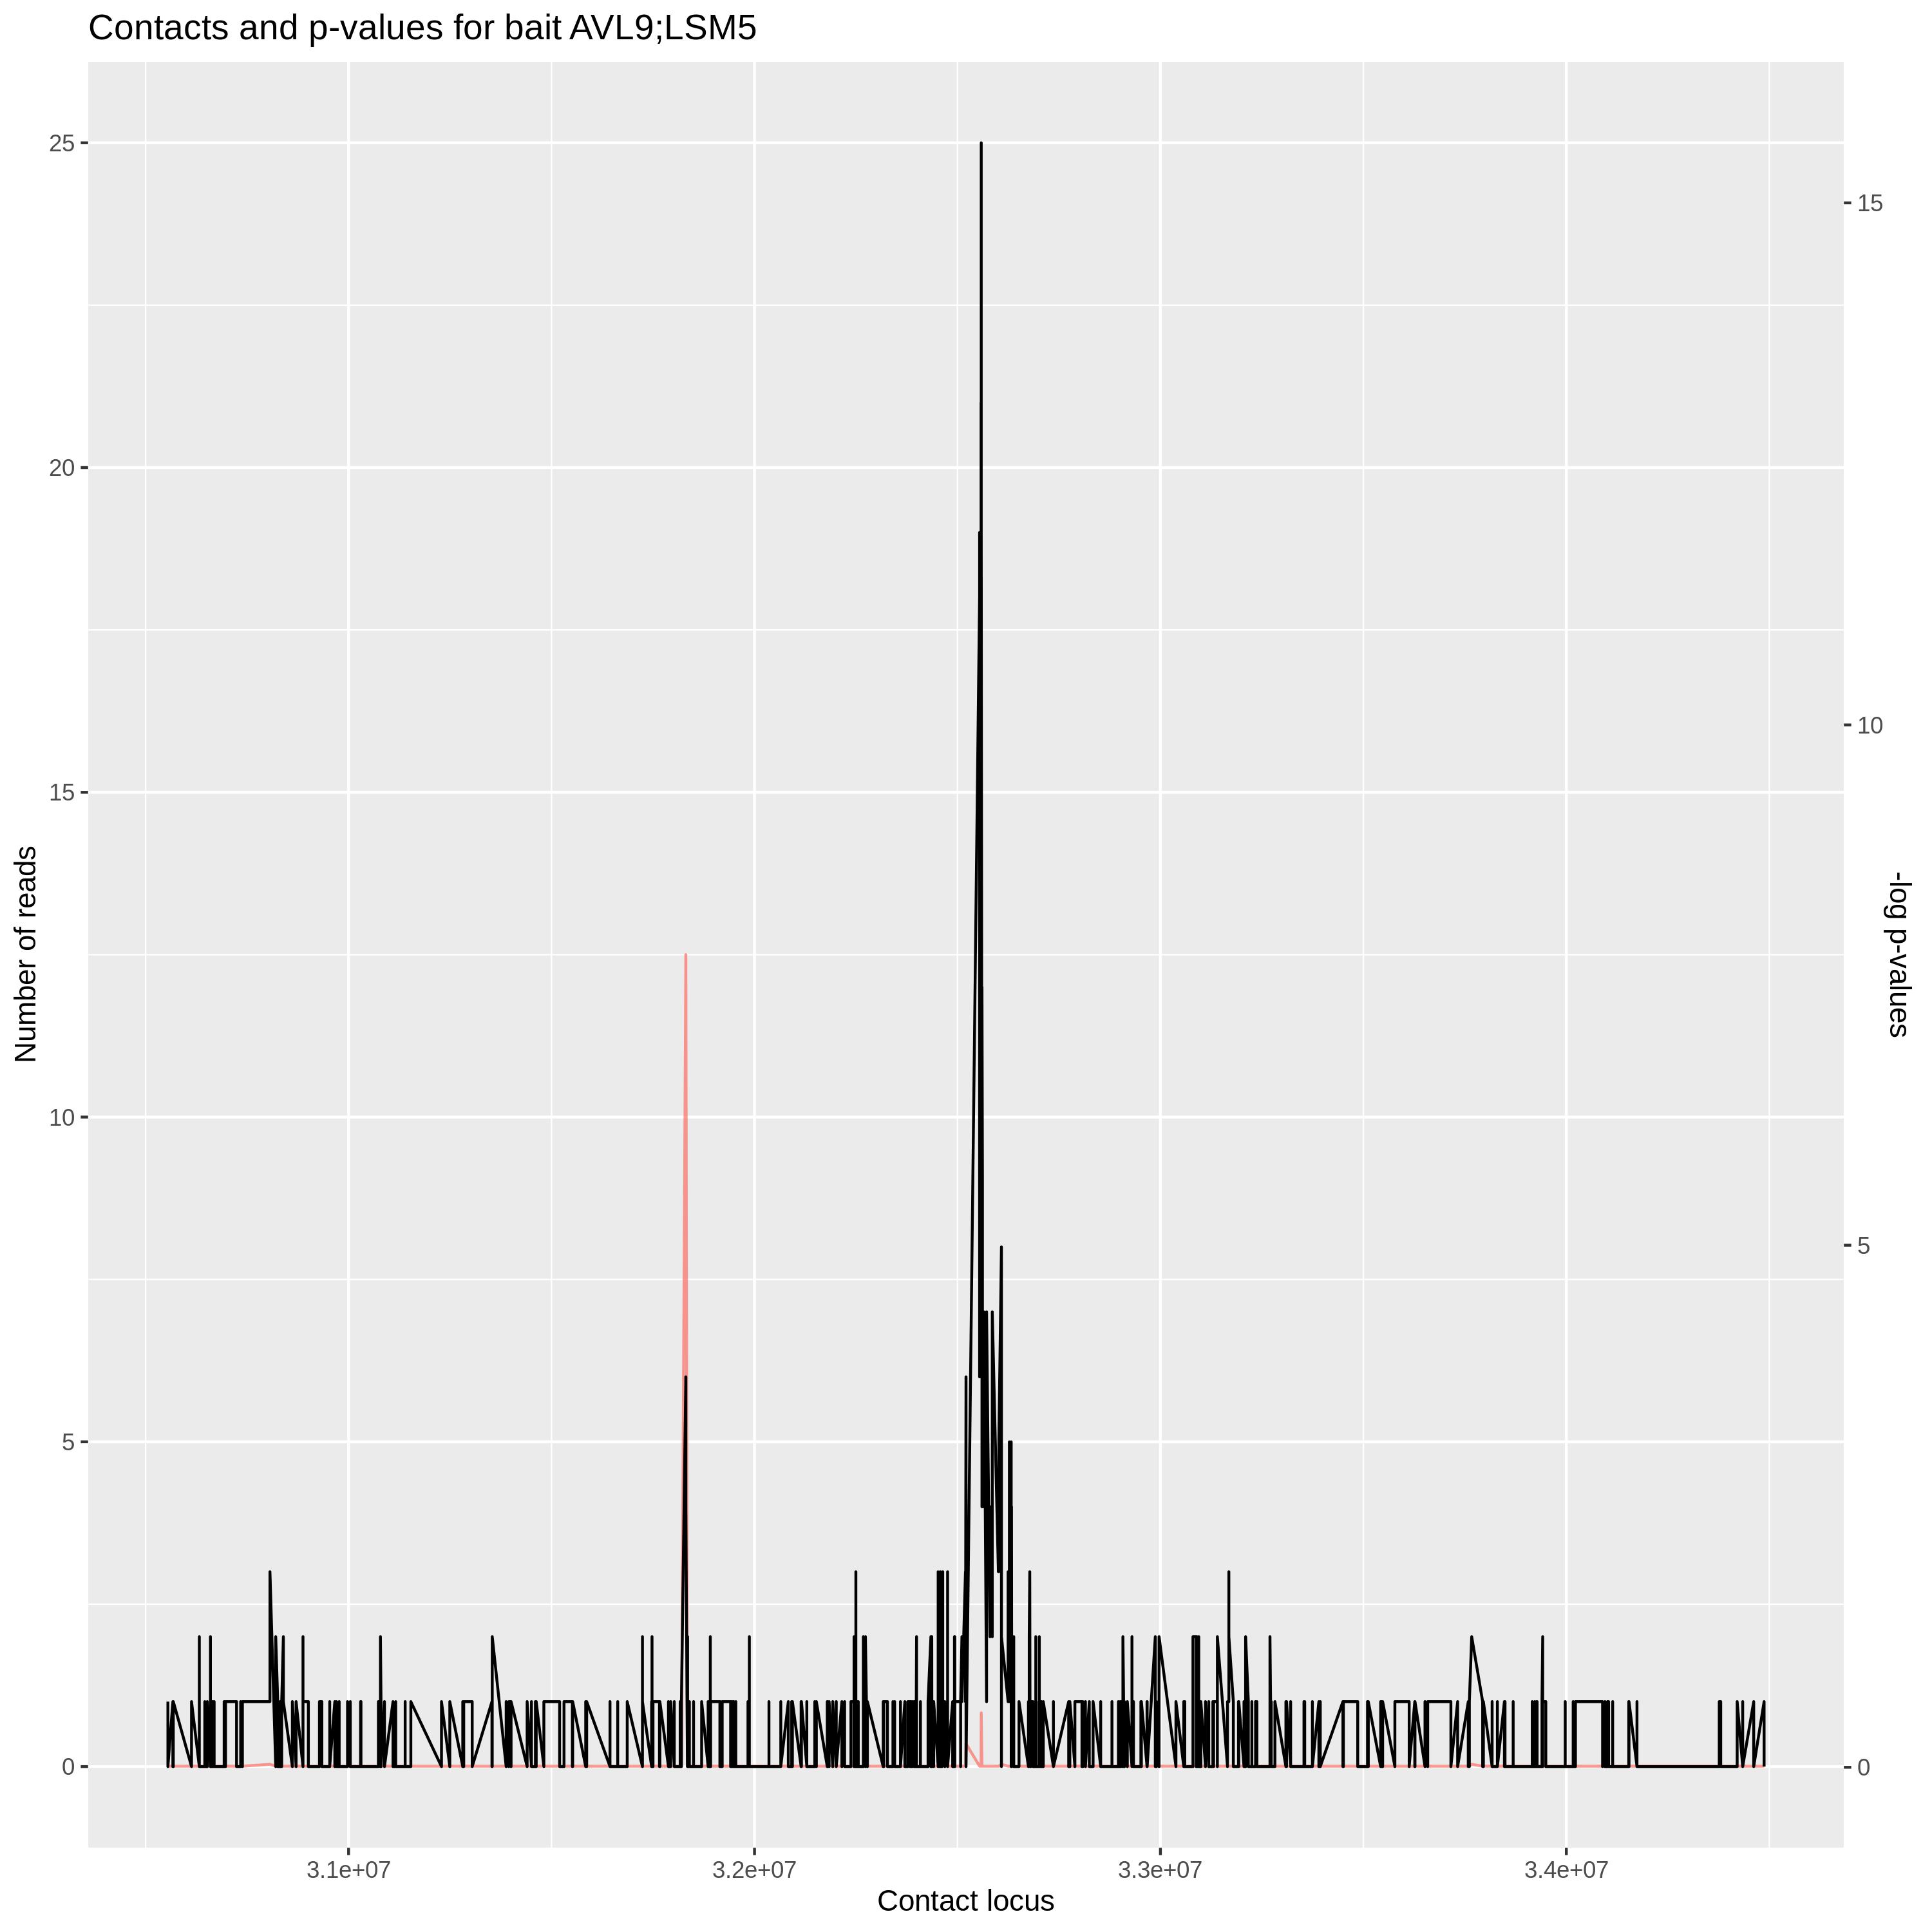 Contacts and p-values for bait AVL9;LSM5
25
20
15
10
5
0
Number of reads
15
10
5
0
-log p-values
3.1e+07
3.2e+07
3.3e+07
3.4e+07
Contact locus